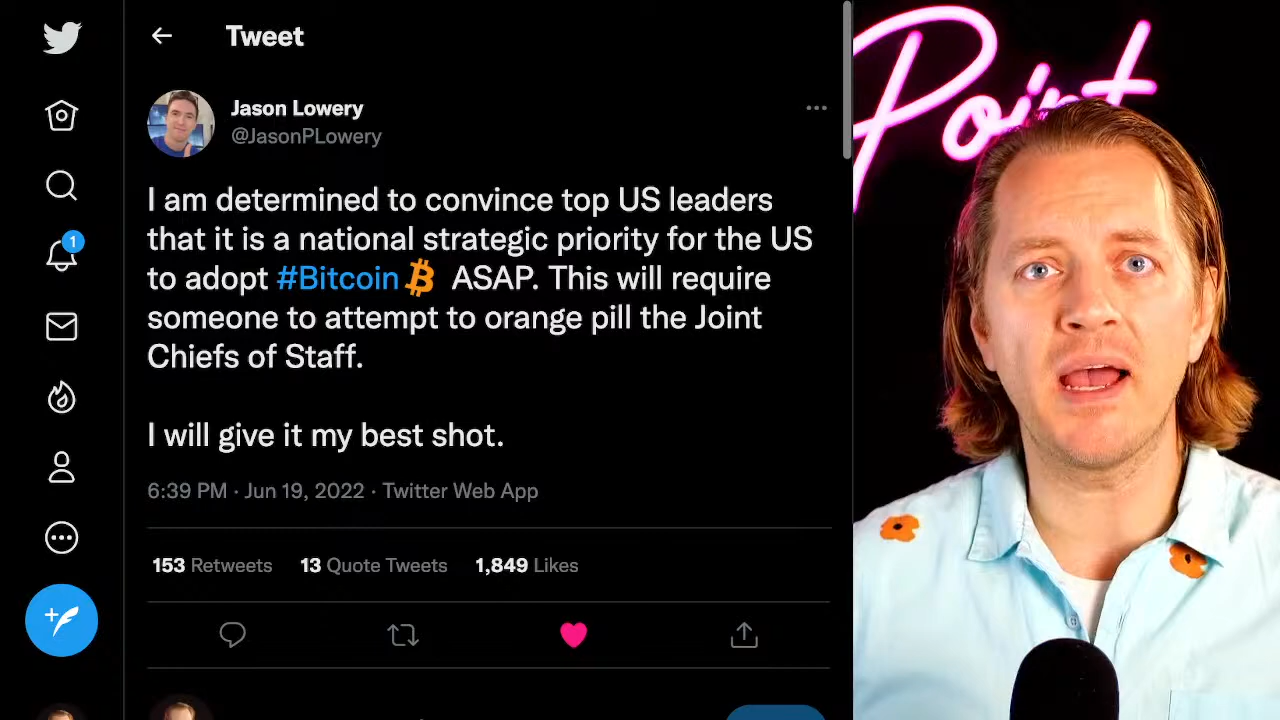 Tweet
Point
Jason Lowery
@JasonPLowery
I am determined to convince top US leaders
that it is a national strategic priority for the US
to adopt #Bitcoin ASAP. This will require
someone to attempt to orange pill the Joint
Chiefs of Staff.
I will give it my best shot.
6:39 PM · Jun 19, 2022 · Twitter Web App
153 Retweets 13 Quote Tweets 1,849 Likes
1